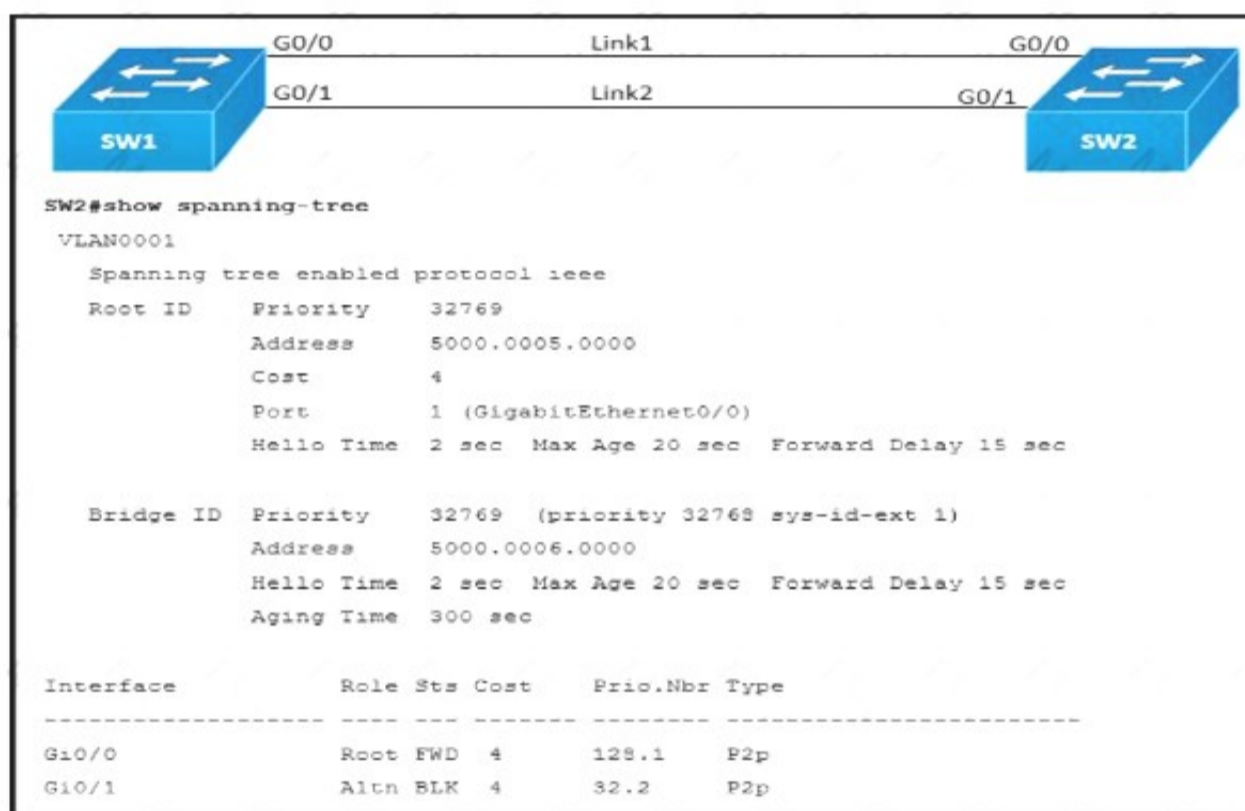 G0/0 Link1 G0/0
G0/1 Link2 G0/1
SW1 SW2
SW2#show spanning-tree
VLAN0001
Spanning tree enabled protocol ieee
Root ID Priority 32769
Address 5000.0005.0000
Cost 4
Port 1 (GigabitEthernet0/0)
Hello Time 2 sec Max Age 20 sec Forward Delay 15 sec
Bridge ID Priority 32769 (priority 32768 sys-id-ext 1)
Address 5000.0006.0000
Hello Time 2 sec Max Age 20 sec Forward Delay 15 sec
Aging Time 300 sec
Interface Role Sts Cost Prio.Nbr Type
------------------- ---- --- ------- -------- ------------------------
Gi0/0 Root FWD 4 128.1 P2p
Gi0/1 Altn BLK 4 32.2 P2p